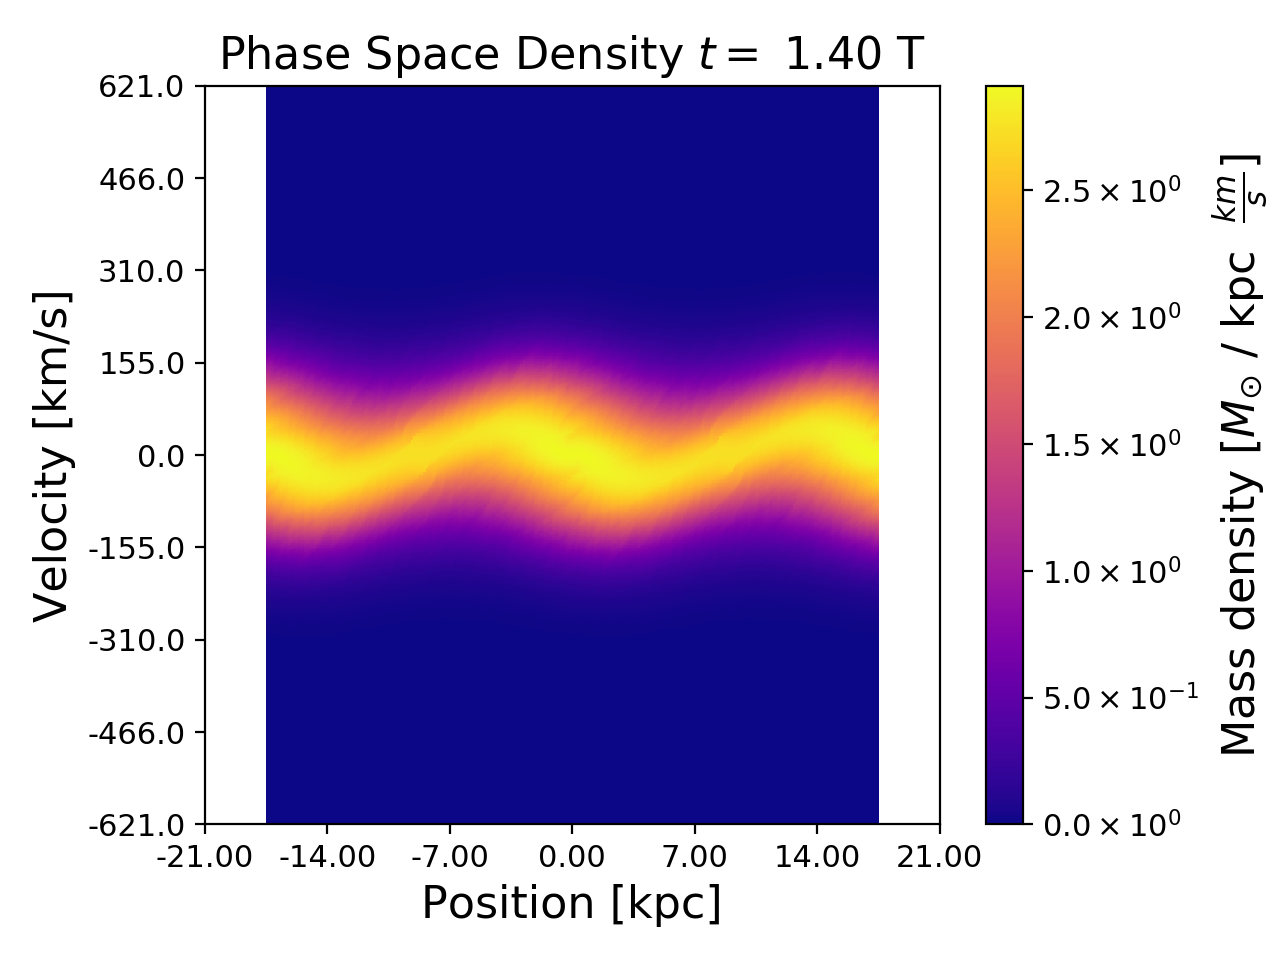 Phase Space Density t = 1.40 T
621.0
466.0
310.0
155.0
0.0
-155.0
-310.0
-466.0
-621.0
Velocity [km/s]
-21.00 -14.00 -7.00 0.00 7.00 14.00 21.00
Position [kpc]
2.5 × 10⁰
2.0 × 10⁰
1.5 × 10⁰
1.0 × 10⁰
5.0 × 10⁻¹
0.0 × 10⁰
Mass density [M☉ / kpc km/s]